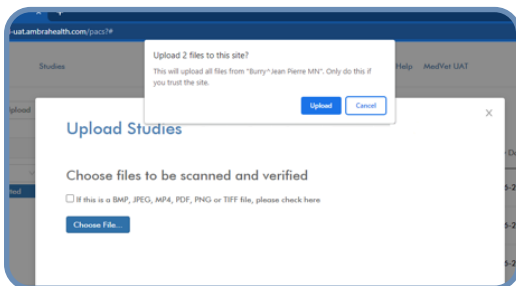 -uat.ambrahealth.com/pacs?#
Upload 2 files to this site?
This will upload all files from "Burry^Jean Pierre MN". Only do this if
you trust the site.
Upload Cancel
Studies Help MedVet UAT
Upload Studies
Choose files to be scanned and verified
If this is a BMP, JPEG, MP4, PDF, PNG or TIFF file, please check here
Choose File...